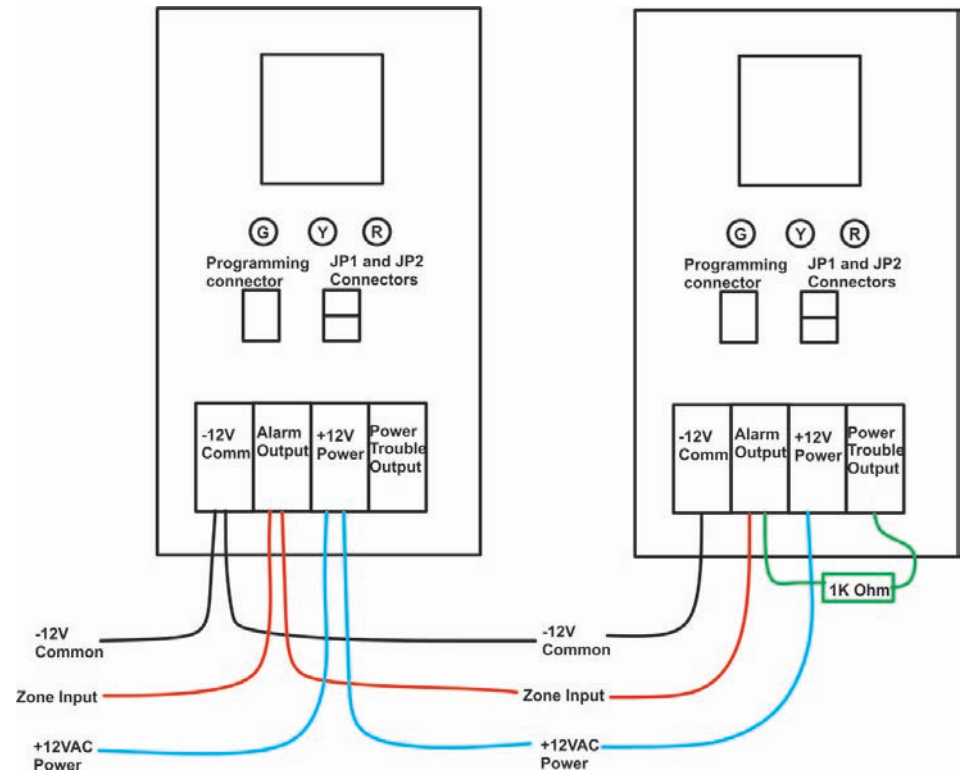 G Y R
Programming
connector
JP1 and JP2
Connectors
-12V
Comm
Alarm
Output
+12V
Power
Power
Trouble
Output
-12V
Common
Zone Input
+12VAC
Power
G Y R
Programming
connector
JP1 and JP2
Connectors
-12V
Comm
Alarm
Output
+12V
Power
Power
Trouble
Output
1K Ohm
-12V
Common
Zone Input
+12VAC
Power